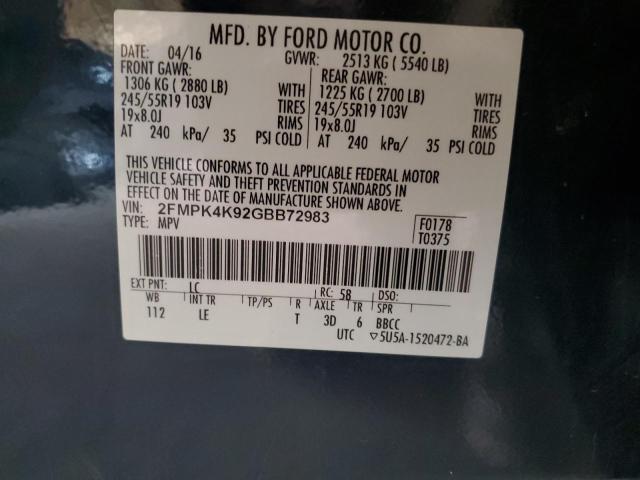 MFD. BY FORD MOTOR CO.
DATE: 04/16 GVWR: 2513 KG ( 5540 LB)
FRONT GAWR: REAR GAWR:
1306 KG ( 2880 LB) WITH 1225 KG ( 2700 LB) WITH
245/55R19 103V TIRES 245/55R19 103V TIRES
19x8.0J RIMS 19x8.0J RIMS
AT 240 kPa/ 35 PSI COLD AT 240 kPa/ 35 PSI COLD
THIS VEHICLE CONFORMS TO ALL APPLICABLE FEDERAL MOTOR
VEHICLE SAFETY AND THEFT PREVENTION STANDARDS IN
EFFECT ON THE DATE OF MANUFACTURE SHOWN ABOVE.
VIN: 2FMPK4K92GBB72983 F0178
TYPE: MPV T0375
EXT PNT: LC RC: 58 DSO:
WB INT TR TP/PS R AXLE TR SPR
112 LE T 3D 6 BBCC
UTC ▽5U5A-1520472-BA